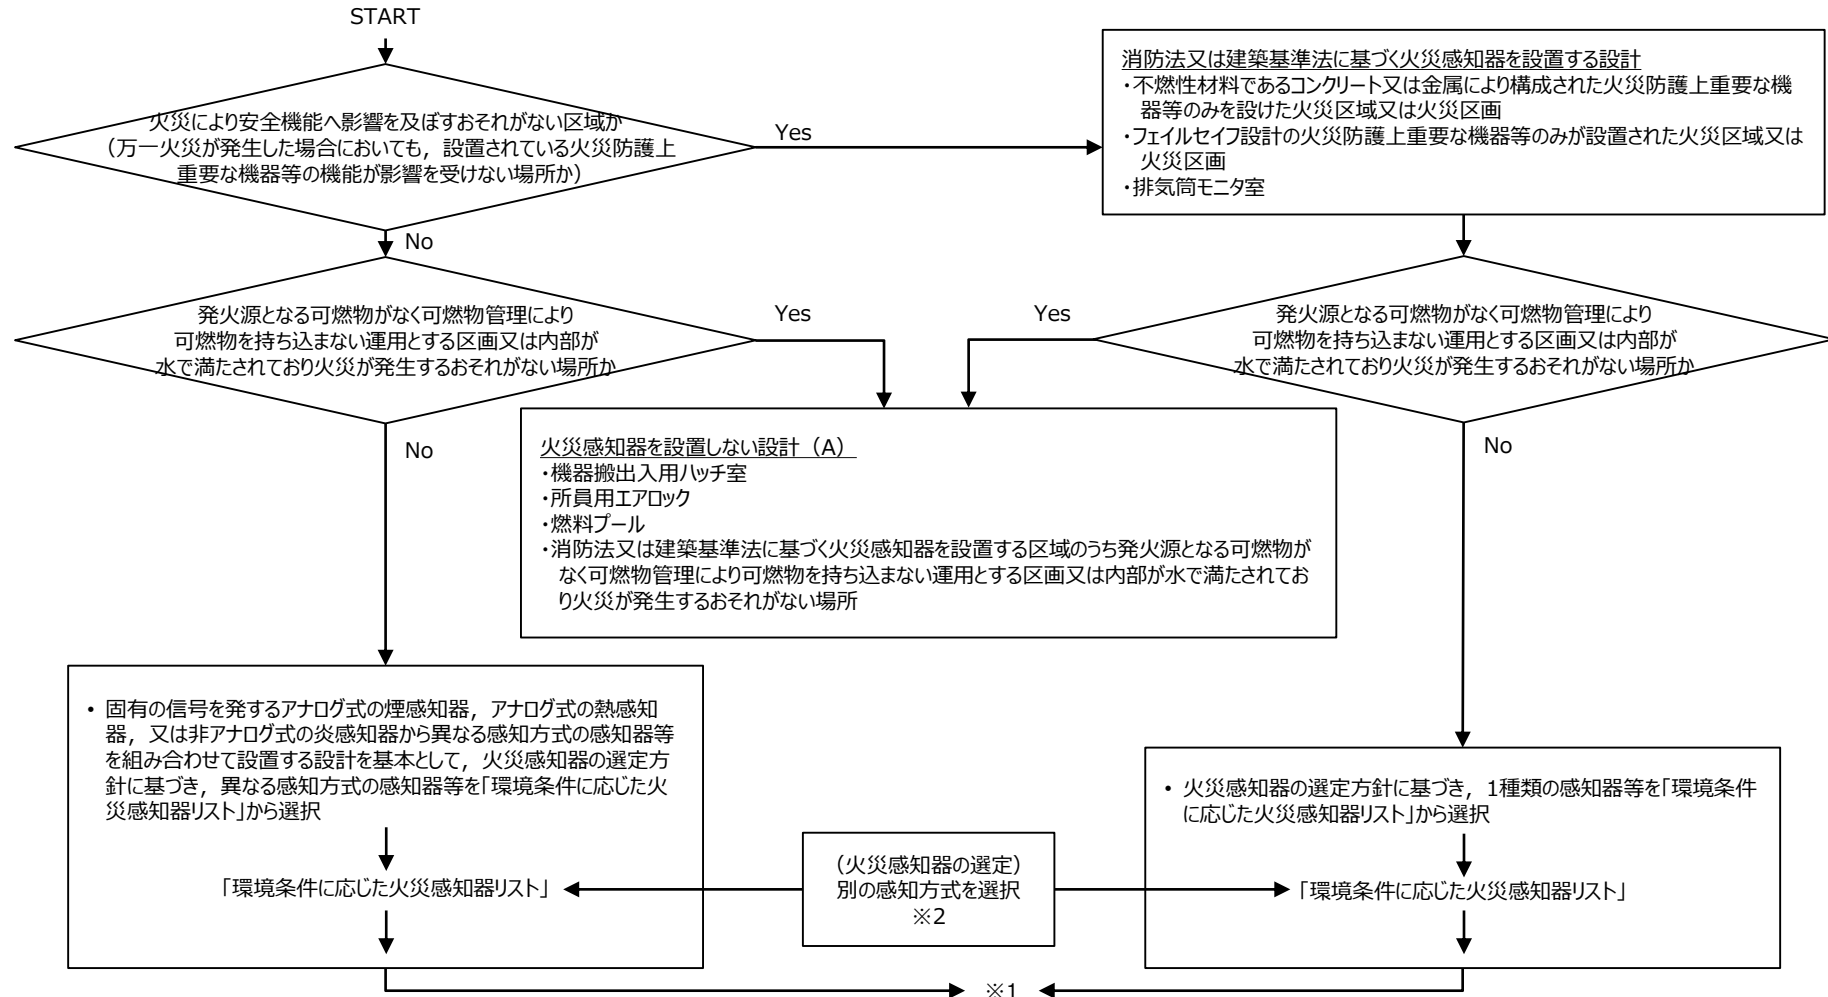 START
火災により安全機能へ影響を及ぼすおそれがない区域か
（万一火災が発生した場合においても，設置されている火災防護上
重要な機器等の機能が影響を受けない場所か）
Yes
消防法又は建築基準法に基づく火災感知器を設置する設計
・不燃性材料であるコンクリート又は金属により構成された火災防護上重要な機
器等のみを設けた火災区域又は火災区画
・フェイルセイフ設計の火災防護上重要な機器等のみが設置された火災区域又は
火災区画
・排気筒モニタ室
No
発火源となる可燃物がなく可燃物管理により
可燃物を持ち込まない運用とする区画又は内部が
水で満たされており火災が発生するおそれがない場所か
Yes
Yes
発火源となる可燃物がなく可燃物管理により
可燃物を持ち込まない運用とする区画又は内部が
水で満たされており火災が発生するおそれがない場所か
No
No
火災感知器を設置しない設計（A）
・機器搬出入用ハッチ室
・所員用エアロック
・燃料プール
・消防法又は建築基準法に基づく火災感知器を設置する区域のうち発火源となる可燃物が
なく可燃物管理により可燃物を持ち込まない運用とする区画又は内部が水で満たされてお
り火災が発生するおそれがない場所
• 固有の信号を発するアナログ式の煙感知器，アナログ式の熱感知
器，又は非アナログ式の炎感知器から異なる感知方式の感知器等
を組み合わせて設置する設計を基本として，火災感知器の選定方
針に基づき，異なる感知方式の感知器等を「環境条件に応じた火
災感知器リスト」から選択
「環境条件に応じた火災感知器リスト」
（火災感知器の選定）
別の感知方式を選択
※2
• 火災感知器の選定方針に基づき，1種類の感知器等を「環境条件
に応じた火災感知器リスト」から選択
「環境条件に応じた火災感知器リスト」
※1